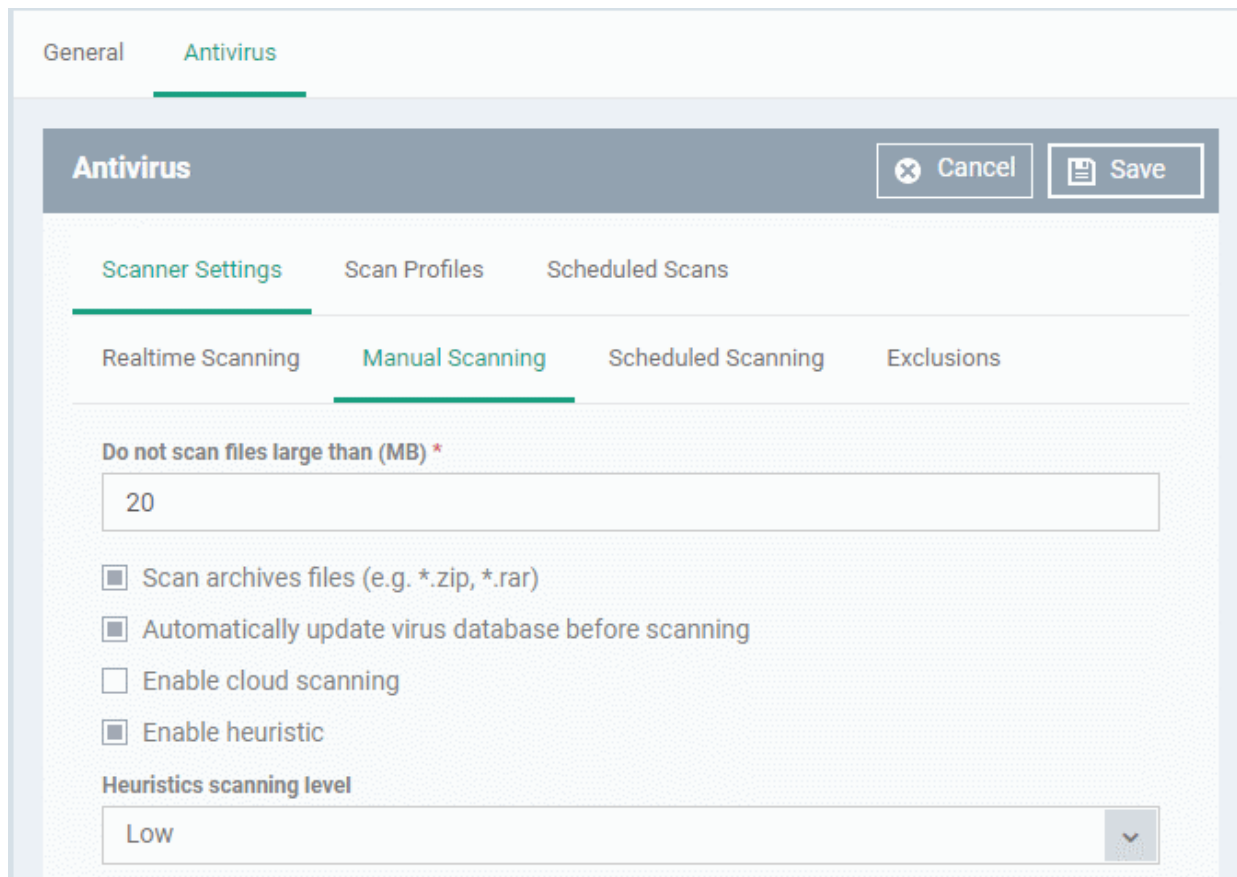 General Antivirus
Antivirus Cancel Save
Scanner Settings Scan Profiles Scheduled Scans
Realtime Scanning Manual Scanning Scheduled Scanning Exclusions
Do not scan files large than (MB) *
20
Scan archives files (e.g. *.zip, *.rar)
Automatically update virus database before scanning
Enable cloud scanning
Enable heuristic
Heuristics scanning level
Low